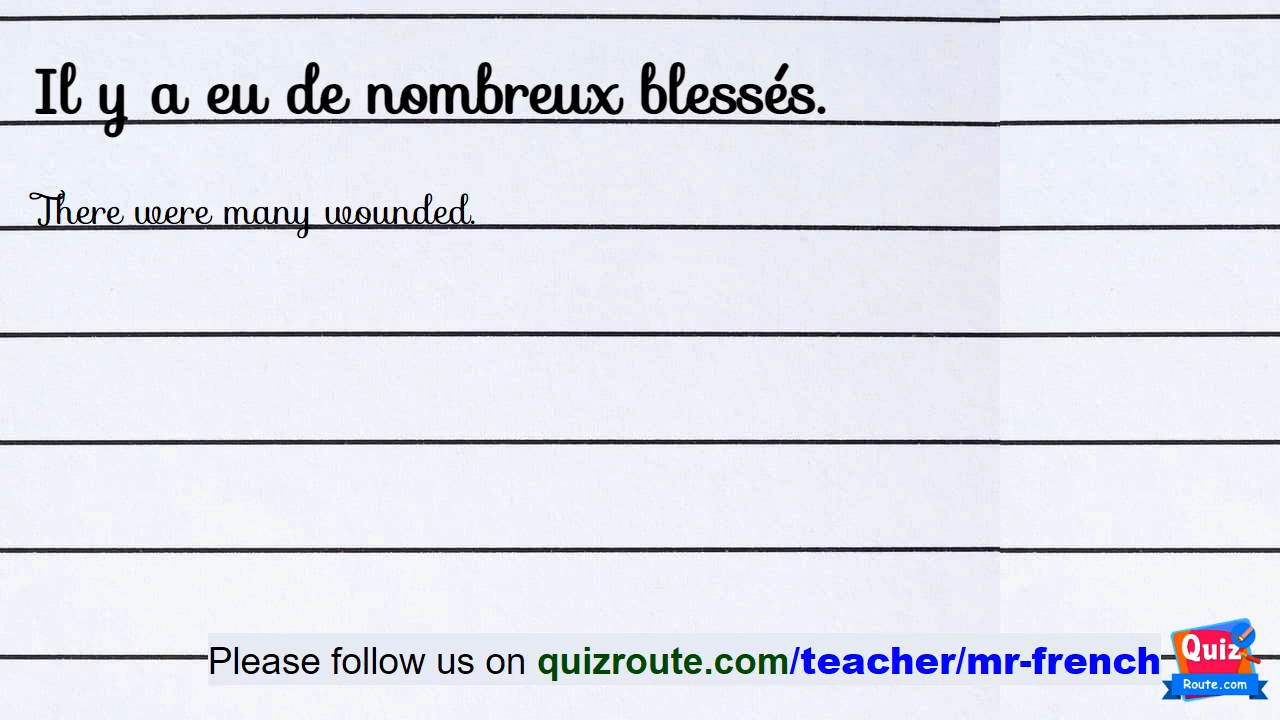 Il y a eu de nombreux blessés.
There were many wounded.
Please follow us on quizroute.com/teacher/mr-french
Quiz
Route.com